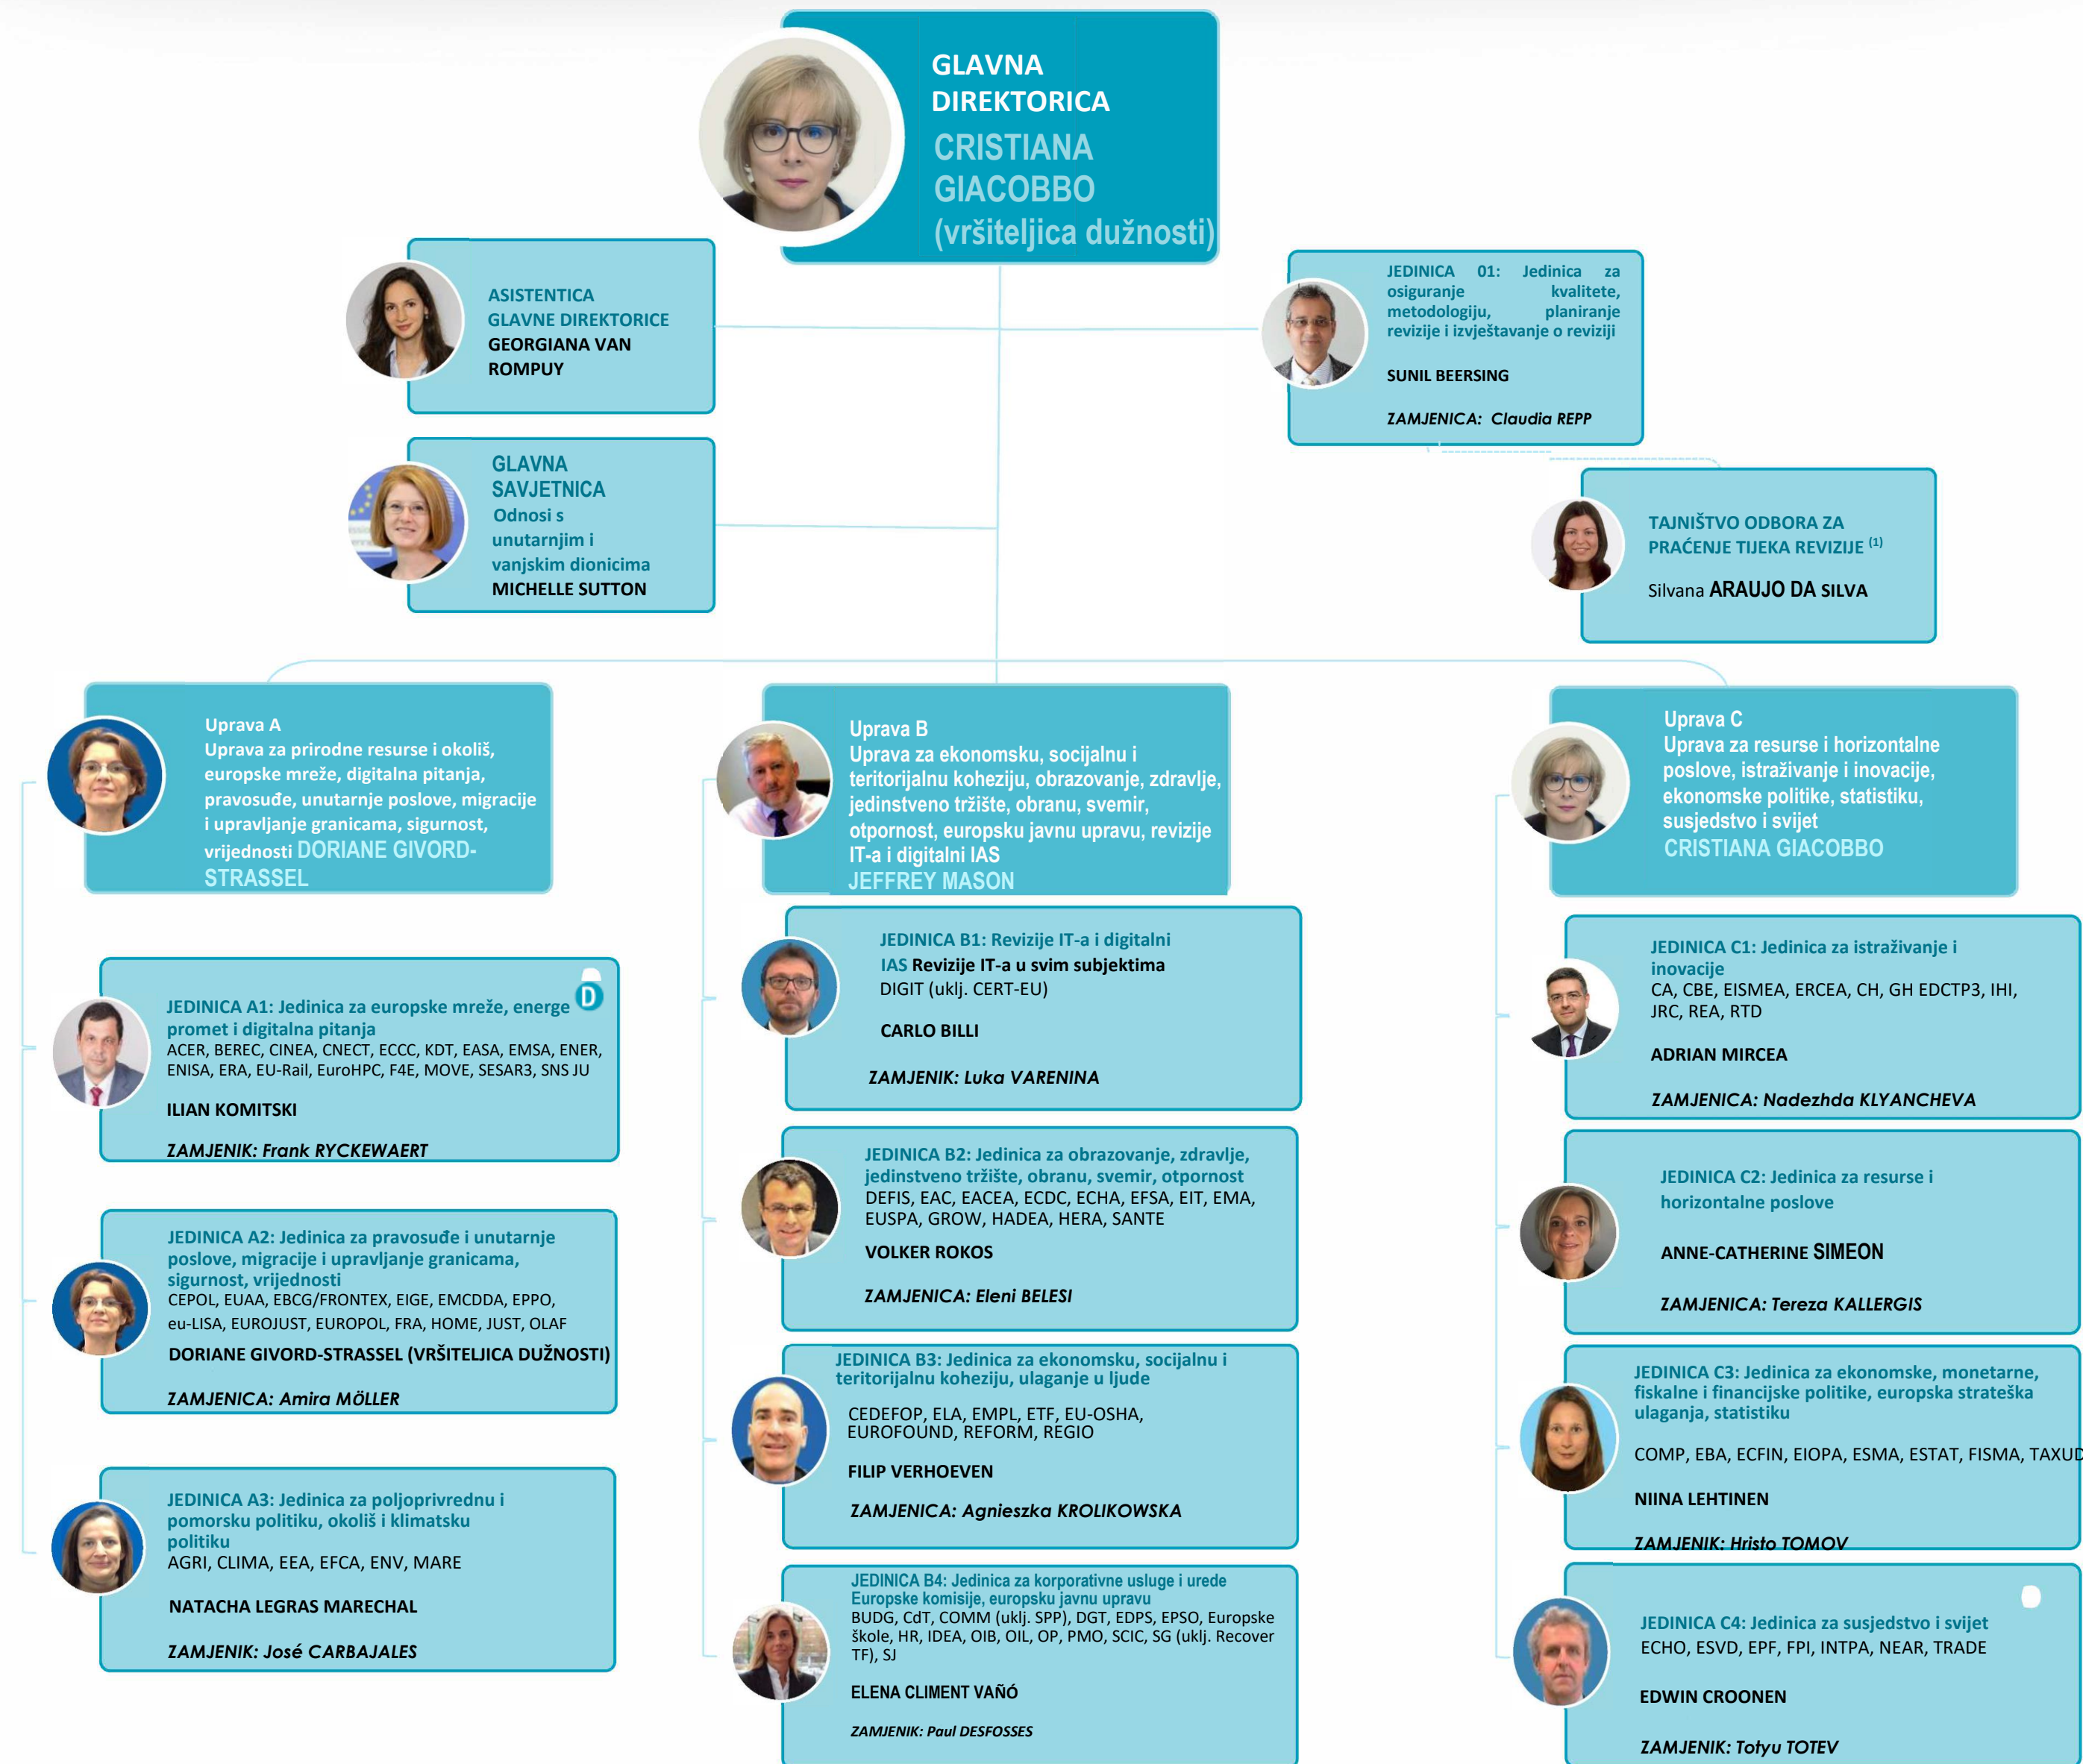 GLAVNA
DIREKTORICA
CRISTIANA
GIACOBBO
(vršiteljica dužnosti)
ASISTENTICA
GLAVNE DIREKTORICE
GEORGIANA VAN
ROMPUY
JEDINICA 01: Jedinica za
osiguranje kvalitete,
metodologiju, planiranje
revizije i izvještavanje o reviziji
SUNIL BEERSING
ZAMJENICA: Claudia REPP
GLAVNA
SAVJETNICA
Odnosi s
unutarnjim i
vanjskim dionicima
MICHELLE SUTTON
TAJNIŠTVO ODBORA ZA
PRAĆENJE TIJEKA REVIZIJE (1)
Silvana ARAUJO DA SILVA
Uprava A
Uprava za prirodne resurse i okoliš,
europske mreže, digitalna pitanja,
pravosuđe, unutarnje poslove, migracije
i upravljanje granicama, sigurnost,
vrijednosti DORIANE GIVORD-
STRASSEL
JEDINICA A1: Jedinica za europske mreže, energe
D
promet i digitalna pitanja
ACER, BEREC, CINEA, CNECT, ECCC, KDT, EASA, EMSA, ENER,
ENISA, ERA, EU-Rail, EuroHPC, F4E, MOVE, SESAR3, SNS JU
ILIAN KOMITSKI
ZAMJENIK: Frank RYCKEWAERT
JEDINICA A2: Jedinica za pravosuđe i unutarnje
poslove, migracije i upravljanje granicama,
sigurnost, vrijednosti
CEPOL, EUAA, EBCG/FRONTEX, EIGE, EMCDDA, EPPO,
eu-LISA, EUROJUST, EUROPOL, FRA, HOME, JUST, OLAF
DORIANE GIVORD-STRASSEL (VRŠITELJICA DUŽNOSTI)
ZAMJENICA: Amira MÖLLER
JEDINICA A3: Jedinica za poljoprivrednu i
pomorsku politiku, okoliš i klimatsku
politiku
AGRI, CLIMA, EEA, EFCA, ENV, MARE
NATACHA LEGRAS MARECHAL
ZAMJENIK: José CARBAJALES
Uprava B
Uprava za ekonomsku, socijalnu i
teritorijalnu koheziju, obrazovanje, zdravlje,
jedinstveno tržište, obranu, svemir,
otpornost, europsku javnu upravu, revizije
IT-a i digitalni IAS
JEFFREY MASON
JEDINICA B1: Revizije IT-a i digitalni
IAS Revizije IT-a u svim subjektima
DIGIT (uklj. CERT-EU)
CARLO BILLI
ZAMJENIK: Luka VARENINA
JEDINICA B2: Jedinica za obrazovanje, zdravlje,
jedinstveno tržište, obranu, svemir, otpornost
DEFIS, EAC, EACEA, ECDC, ECHA, EFSA, EIT, EMA,
EUSPA, GROW, HADEA, HERA, SANTE
VOLKER ROKOS
ZAMJENICA: Eleni BELESI
JEDINICA B3: Jedinica za ekonomsku, socijalnu i
teritorijalnu koheziju, ulaganje u ljude
CEDEFOP, ELA, EMPL, ETF, EU-OSHA,
EUROFOUND, REFORM, REGIO
FILIP VERHOEVEN
ZAMJENICA: Agnieszka KROLIKOWSKA
JEDINICA B4: Jedinica za korporativne usluge i urede
Europske komisije, europsku javnu upravu
BUDG, CdT, COMM (uklj. SPP), DGT, EDPS, EPSO, Europske
škole, HR, IDEA, OIB, OIL, OP, PMO, SCIC, SG (uklj. Recover
TF), SJ
ELENA CLIMENT VAÑÓ
ZAMJENIK: Paul DESFOSSES
Uprava C
Uprava za resurse i horizontalne
poslove, istraživanje i inovacije,
ekonomske politike, statistiku,
susjedstvo i svijet
CRISTIANA GIACOBBO
JEDINICA C1: Jedinica za istraživanje i
inovacije
CA, CBE, EISMEA, ERCEA, CH, GH EDCTP3, IHI,
JRC, REA, RTD
ADRIAN MIRCEA
ZAMJENICA: Nadezhda KLYANCHEVA
JEDINICA C2: Jedinica za resurse i
horizontalne poslove
ANNE-CATHERINE SIMEON
ZAMJENICA: Tereza KALLERGIS
JEDINICA C3: Jedinica za ekonomske, monetarne,
fiskalne i financijske politike, europska strateška
ulaganja, statistiku
COMP, EBA, ECFIN, EIOPA, ESMA, ESTAT, FISMA, TAXUD
NIINA LEHTINEN
ZAMJENIK: Hristo TOMOV
JEDINICA C4: Jedinica za susjedstvo i svijet
ECHO, ESVD, EPF, FPI, INTPA, NEAR, TRADE
EDWIN CROONEN
ZAMJENIK: Totyu TOTEV